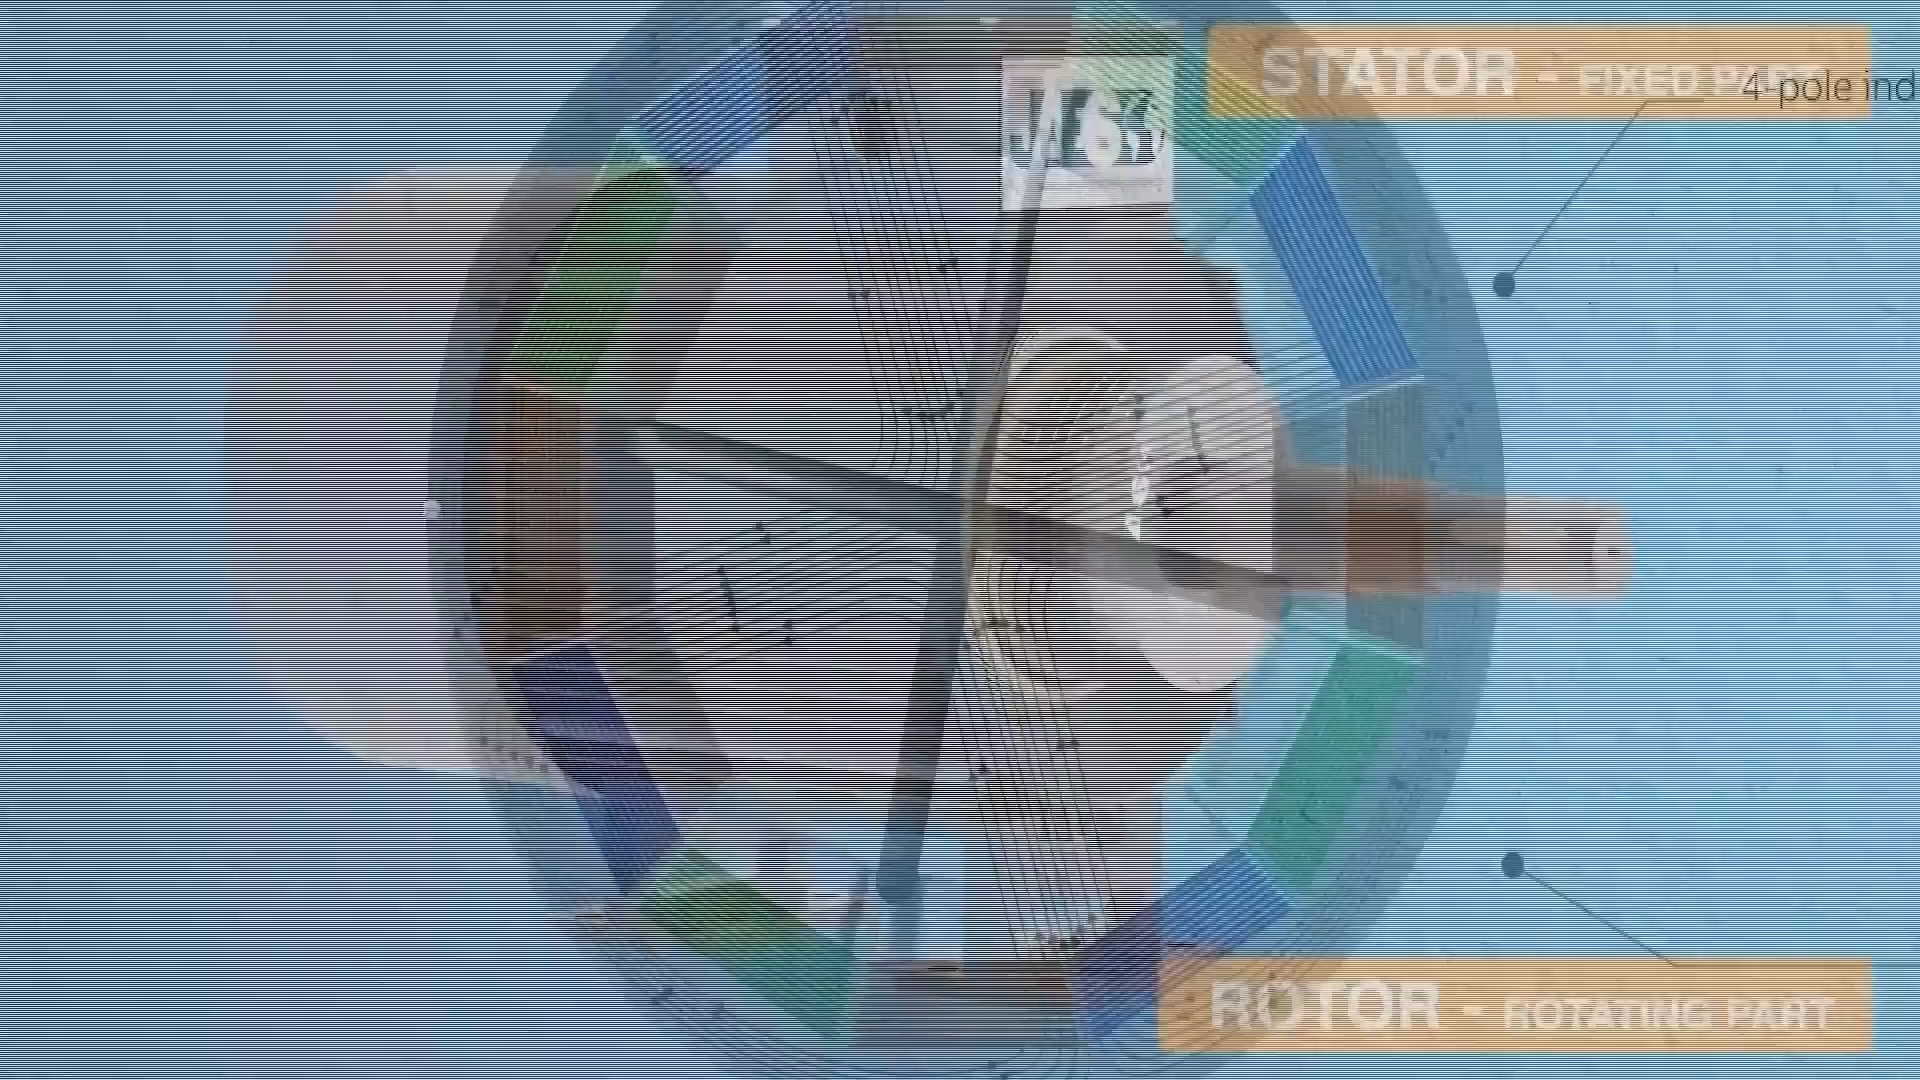 STATOR - FIXED PART
4-pole ind
ROTOR - ROTATING PART